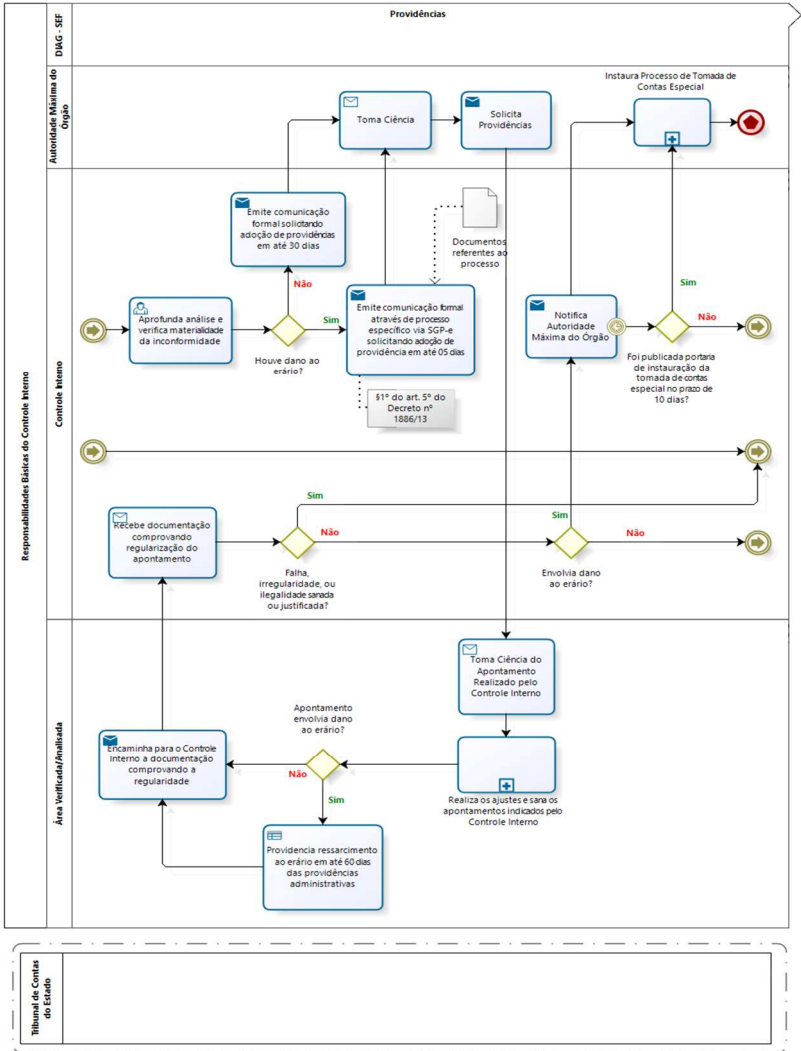 Providências
Responsabilidades Básicas do Controle Interno
DIAG - SEF
Autoridade Máxima do
Órgão
Toma Ciência
Solicita
Providências
Instaura Processo de Tomada de
Contas Especial
Controle Interno
Emite comunicação
formal solicitando
adoção de providências
em até 30 dias
Documentos
referentes ao
processo
Não
Aprofunda análise e
verifica materialidade
da inconformidade
Houve dano ao
erário?
Sim
Emite comunicação formal
através de processo
específico via SGP-e
solicitando adoção de
providência em até 05 dias
§1º do art. 5º do
Decreto nº
1886/13
Notifica
Autoridade
Máxima do Órgão
Sim
Não
Foi publicada portaria
de instauração da
tomada de contas
especial no prazo de
10 dias?
Recebe documentação
comprovando
regularização do
apontamento
Sim
Não
Falha,
irregularidade, ou
ilegalidade sanada
ou justificada?
Sim
Não
Envolvia dano
ao erário?
Área Verificada/Analisada
Toma Ciência do
Apontamento
Realizado pelo
Controle Interno
Realiza os ajustes e sana os
apontamentos indicados pelo
Controle Interno
Apontamento
envolvia dano
ao erário?
Não
Sim
Encaminha para o Controle
Interno a documentação
comprovando a
regularidade
Providencia ressarcimento
ao erário em até 60 dias
das providências
administrativas
Tribunal de Contas
do Estado